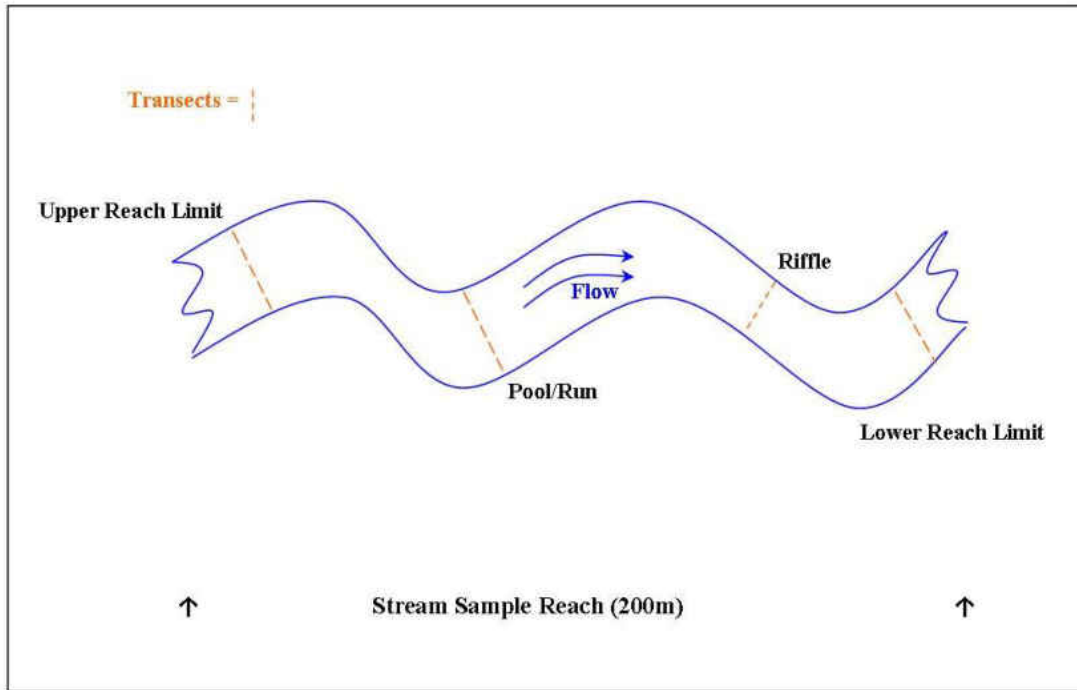 Transects =
Upper Reach Limit
Riffle
Flow
Pool/Run
Lower Reach Limit
Stream Sample Reach (200m)